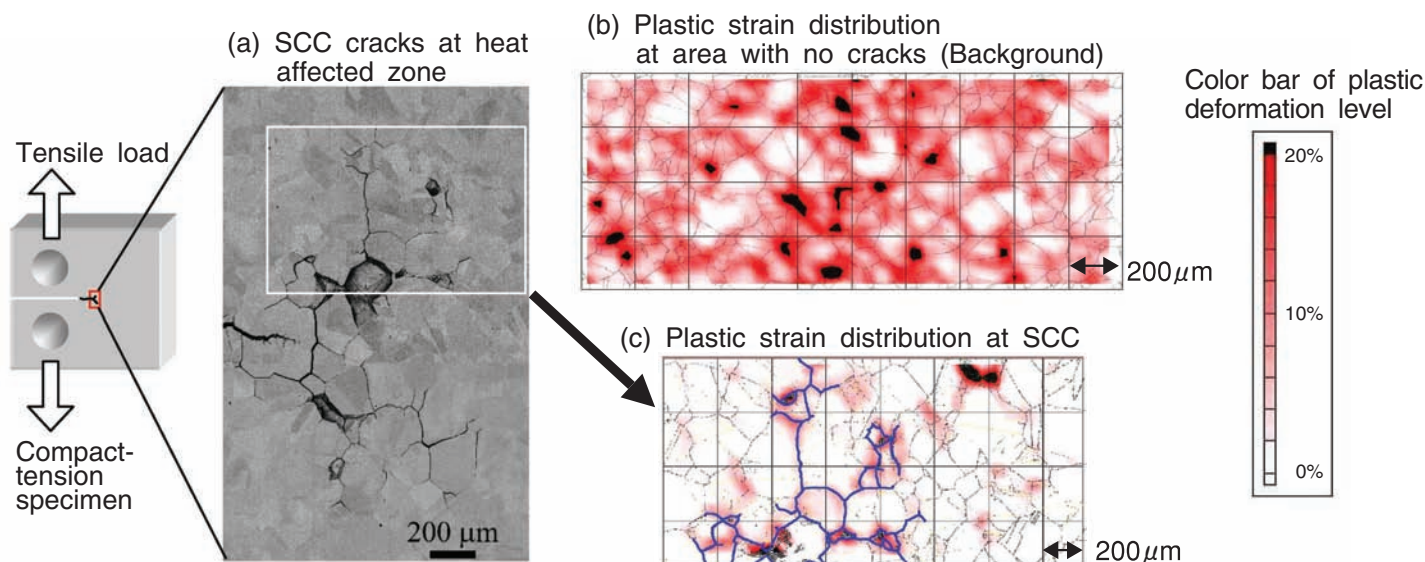 (a) SCC cracks at heat
affected zone
(b) Plastic strain distribution
at area with no cracks (Background)
Color bar of plastic
deformation level
Tensile load
Compact-
tension
specimen
200 μm
200μm
(c) Plastic strain distribution at SCC
200μm
20%
10%
0%